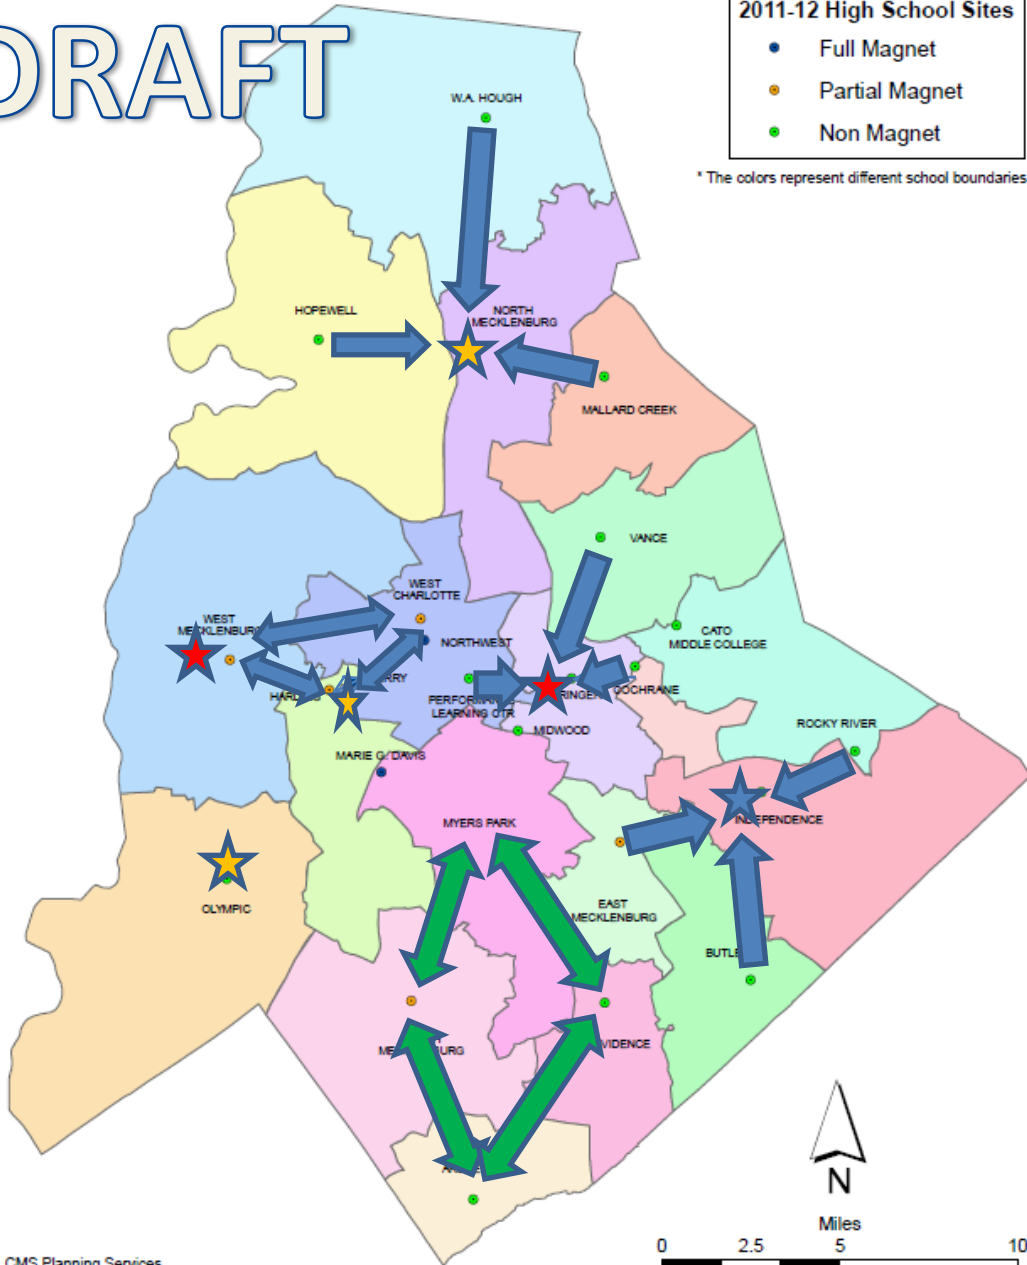 DRAFT
2011-12 High School Sites
Full Magnet
Partial Magnet
Non Magnet
* The colors represent different school boundaries
W.A. HOUGH
HOPEWELL
NORTH
MECKLENBURG
MALLARD CREEK
VANCE
WEST
CHARLOTTE
WEST
MECKLENBURG
NORTHWEST
CATO
MIDDLE COLLEGE
COCHRANE
PERFORMANCE
LEARNING CTR
MIDWOOD
ROCKY RIVER
MARIE G. DAVIS
MYERS PARK
INDEPENDENCE
OLYMPIC
EAST
MECKLENBURG
N
Miles
0 2.5 5 10
CMS Planning Services